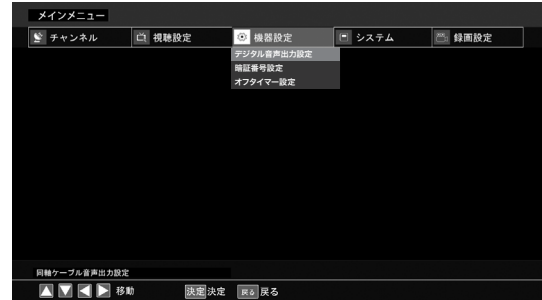 メインメニュー
チャンネル 視聴設定 機器設定 システム 録画設定
デジタル音声出力設定
暗証番号設定
オフタイマー設定
同軸ケーブル音声出力設定
▲ ▼ ◀ ▶ 移動 決定 決定 戻る 戻る